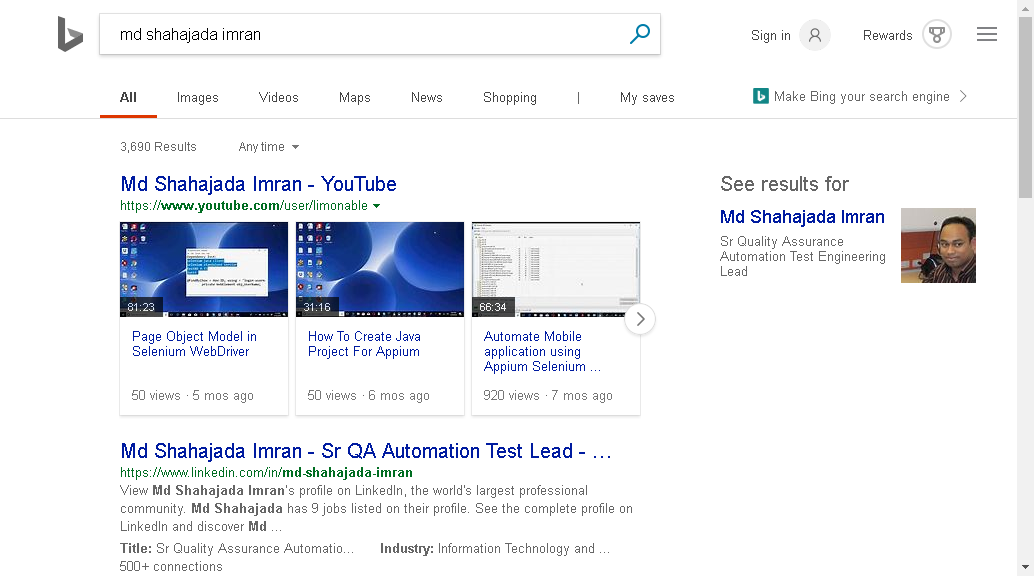 md shahajada imran
Sign in
Rewards
All
Images
Videos
Maps
News
Shopping
|
My saves
Make Bing your search engine
3,690 Results
Any time
Md Shahajada Imran - YouTube
https://www.youtube.com/user/limonable
81:23
Page Object Model in
Selenium WebDriver
50 views · 5 mos ago
31:16
How To Create Java
Project For Appium
50 views · 6 mos ago
66:34
Automate Mobile
application using
Appium Selenium ...
920 views · 7 mos ago
Md Shahajada Imran - Sr QA Automation Test Lead - ...
https://www.linkedin.com/in/md-shahajada-imran
View Md Shahajada Imran's profile on LinkedIn, the world's largest professional
community. Md Shahajada has 9 jobs listed on their profile. See the complete profile on
LinkedIn and discover Md ...
Title: Sr Quality Assurance Automatio...
Industry: Information Technology and ...
500+ connections
See results for
Md Shahajada Imran
Sr Quality Assurance
Automation Test Engineering
Lead